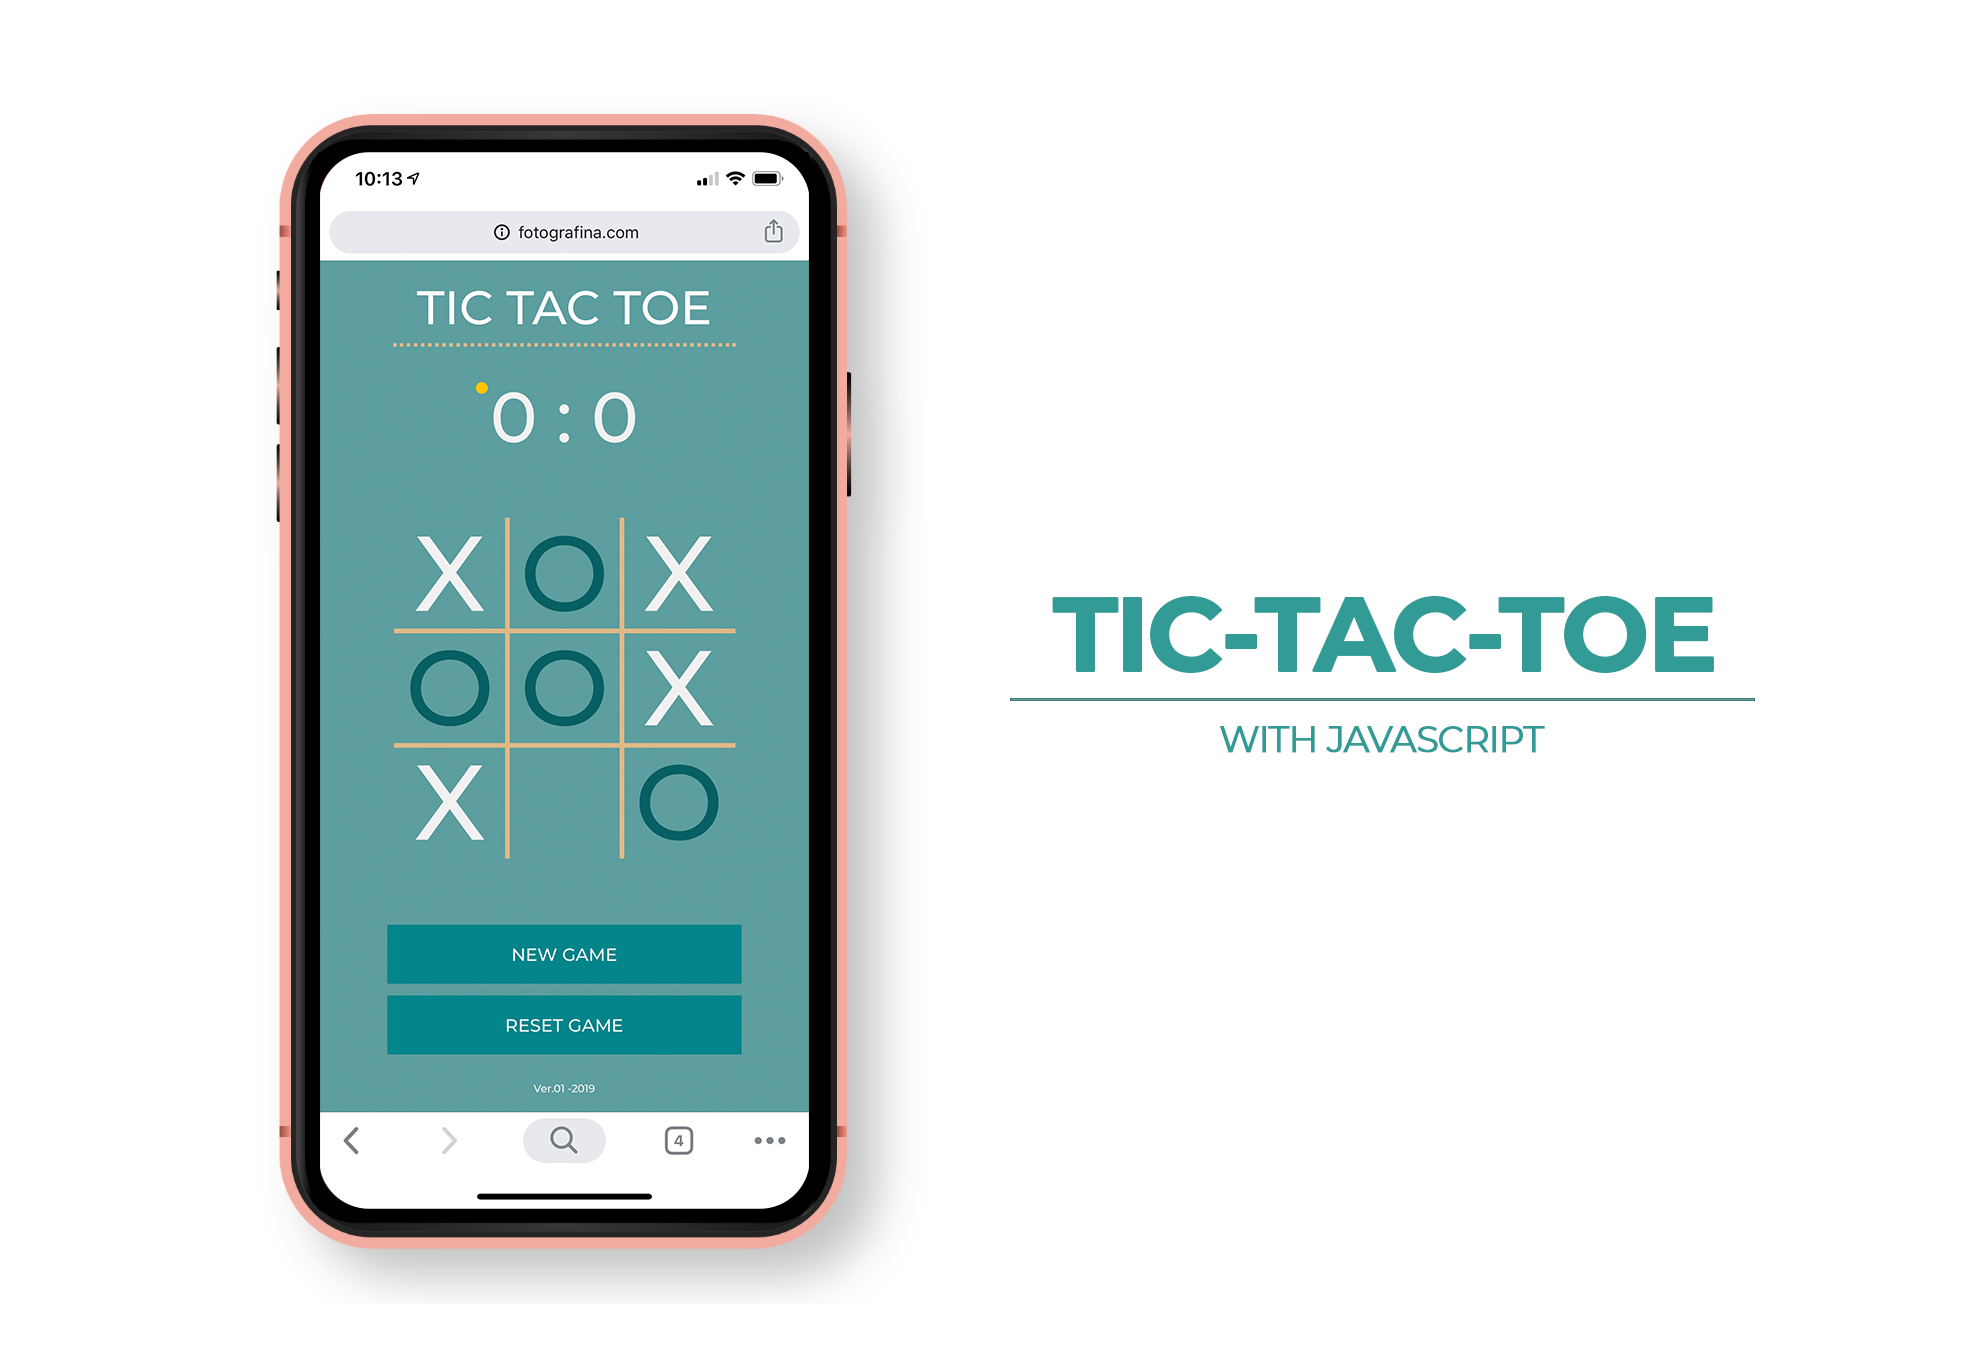 10:13
fotografina.com
TIC TAC TOE
0 : 0
X O X
O O X
X O
NEW GAME
RESET GAME
Ver.01 -2019
4
TIC-TAC-TOE
WITH JAVASCRIPT